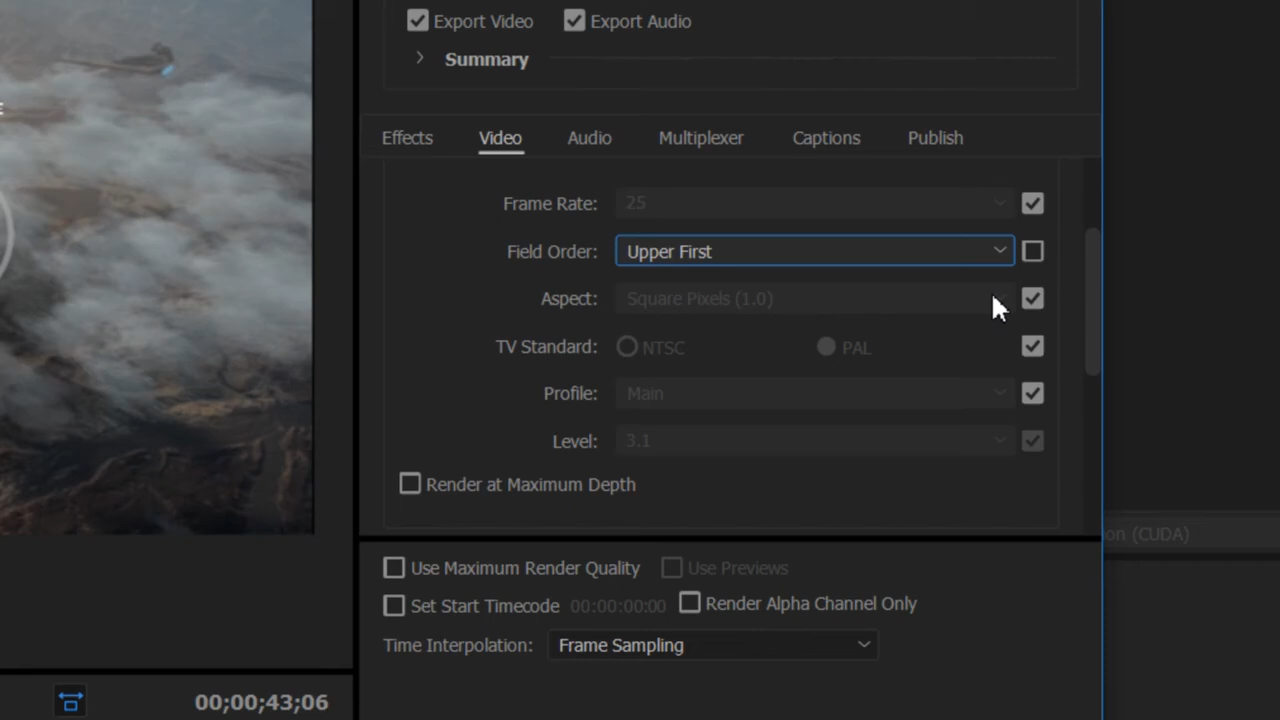 Export Video Export Audio
Summary
Effects Video Audio Multiplexer Captions Publish
Frame Rate: 25
Field Order: Upper First
Aspect: Square Pixels (1.0)
TV Standard: NTSC PAL
Profile: Main
Level: 3.1
Render at Maximum Depth
on (CUDA)
Use Maximum Render Quality Use Previews
Set Start Timecode 00:00:00:00 Render Alpha Channel Only
Time Interpolation: Frame Sampling
00;00;43;06